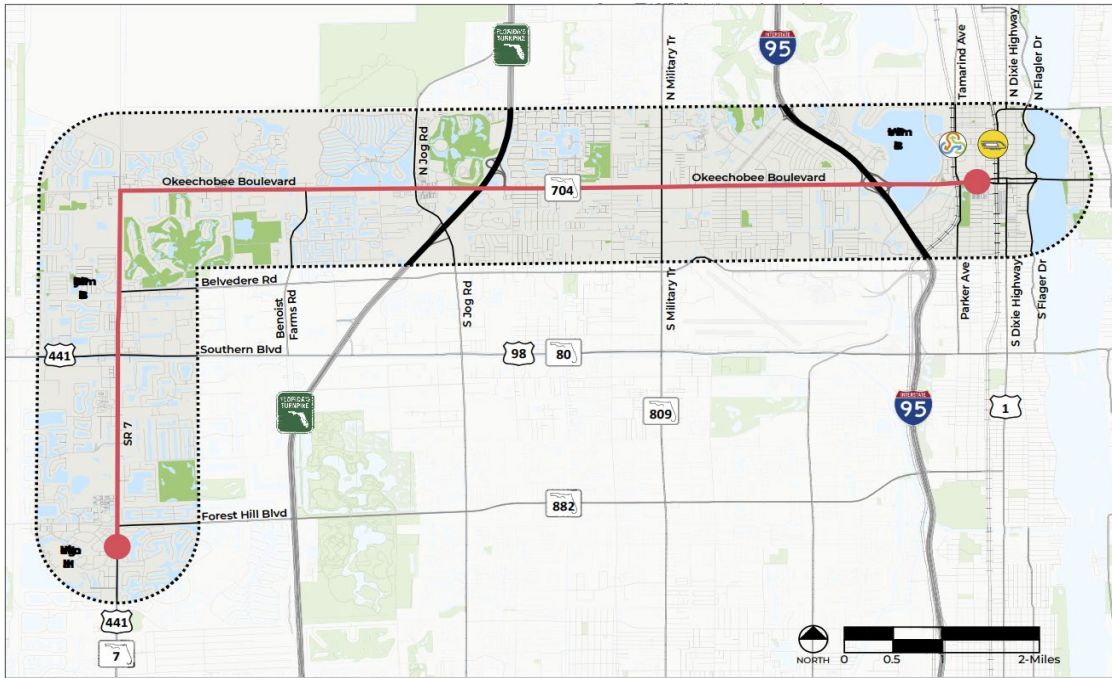 FLORIDA'S
TURNPIKE
INTERSTATE
95
N Military Tr
Tamarind Ave
N Dixie Highway
N Flagler Dr
N Jog Rd
Okeechobee Boulevard
704
Okeechobee Boulevard
Belvedere Rd
Benoist
Farms Rd
S Jog Rd
S Military Tr
Parker Ave
S Dixie Highway
S Flager Dr
441
Southern Blvd
98
80
FLORIDA'S
TURNPIKE
809
INTERSTATE
95
1
SR 7
Forest Hill Blvd
882
441
7
NORTH
0
0.5
1
2-Miles